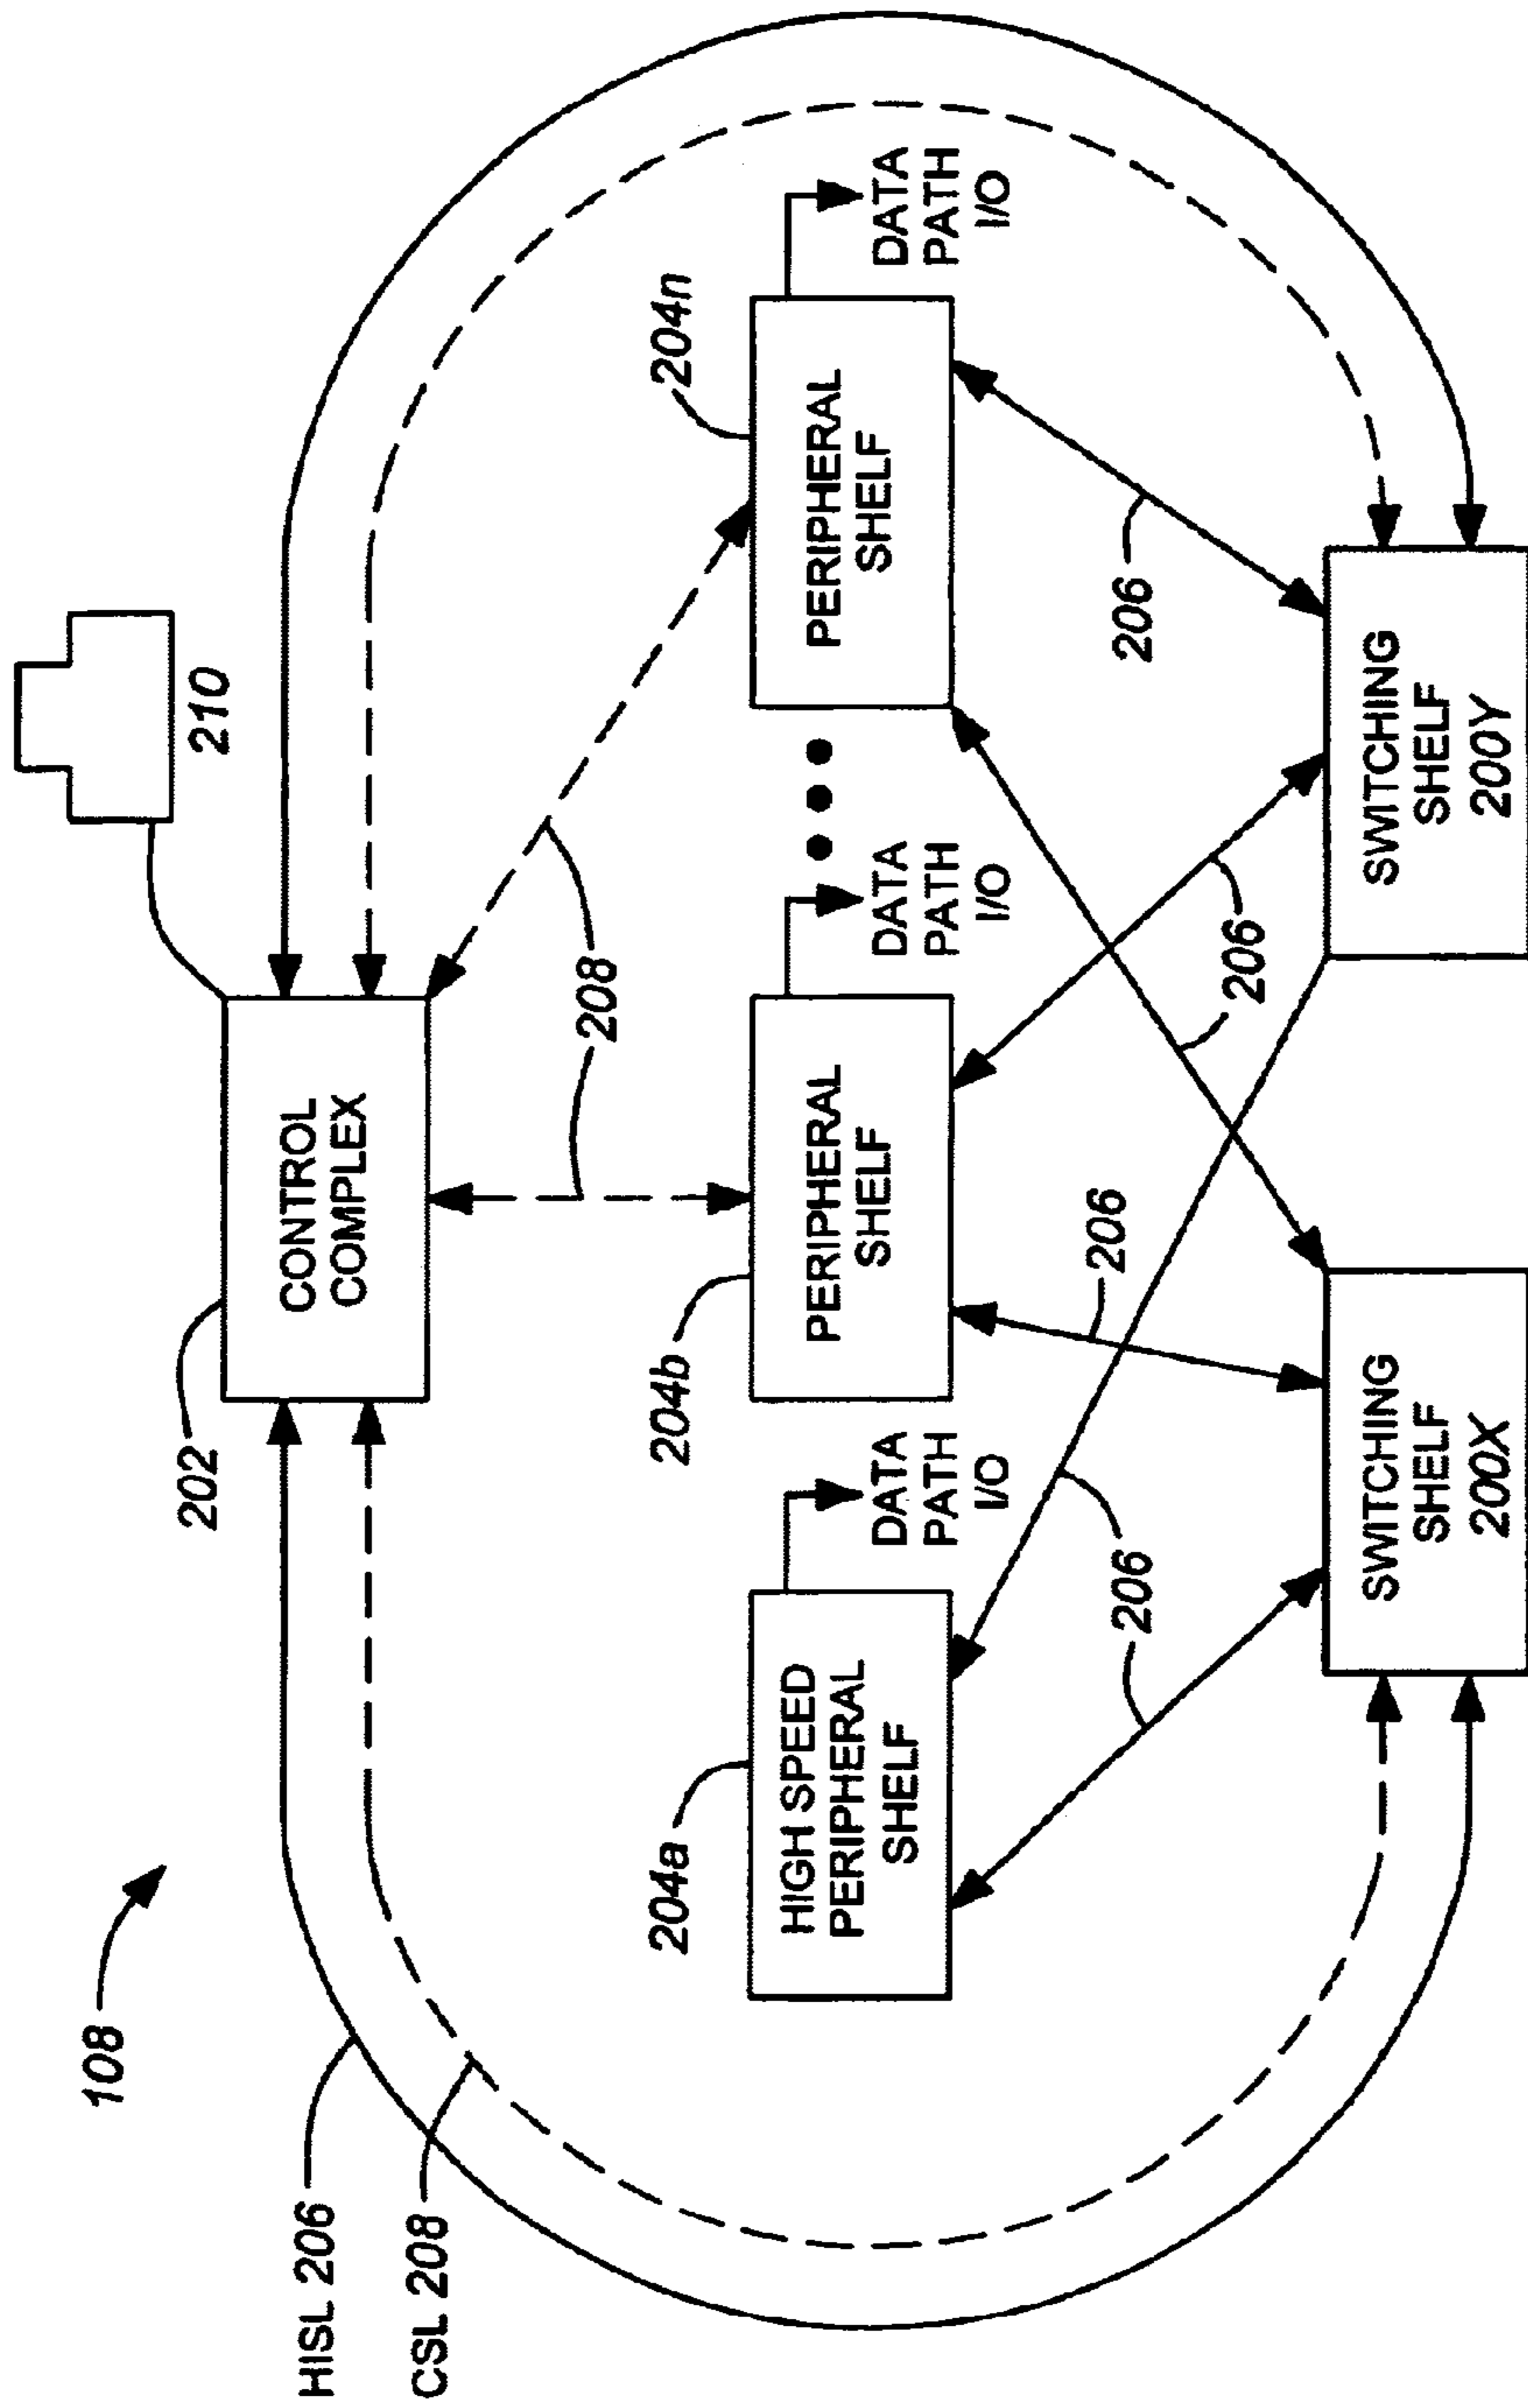 108
HISL 206
CSL 208
202
CONTROL
COMPLEX
210
208
204a
HIGH SPEED
PERIPHERAL
SHELF
DATA
PATH
I/O
204b
PERIPHERAL
SHELF
DATA
PATH
I/O
204n
PERIPHERAL
SHELF
DATA
PATH
I/O
206
206
206
206
SWITCHING
SHELF
200X
SWITCHING
SHELF
200Y